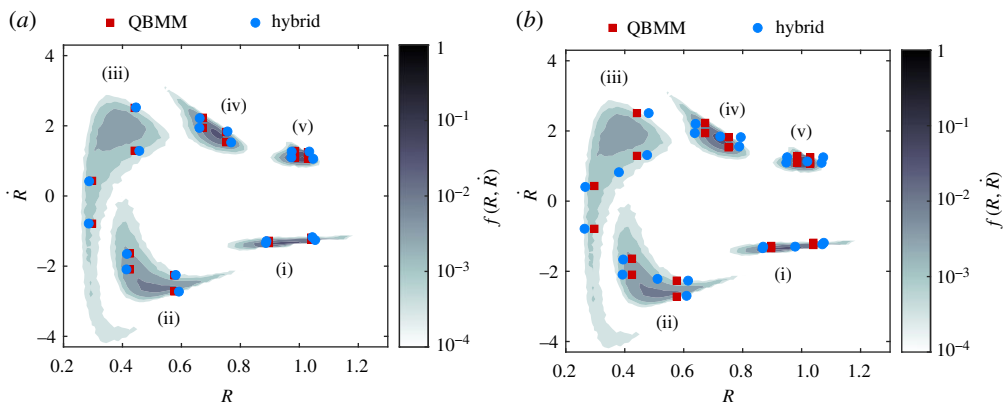 (a)
QBMM
hybrid
4
2
0
−2
−4
Ṙ
(iii)
(iv)
(v)
(i)
(ii)
0.2
0.4
0.6
0.8
1.0
1.2
R
1
10⁻¹
10⁻²
10⁻³
10⁻⁴
f (R, Ṙ)
(b)
QBMM
hybrid
4
2
0
−2
−4
Ṙ
(iii)
(iv)
(v)
(i)
(ii)
0.2
0.4
0.6
0.8
1.0
1.2
R
1
10⁻¹
10⁻²
10⁻³
10⁻⁴
f (R, Ṙ)